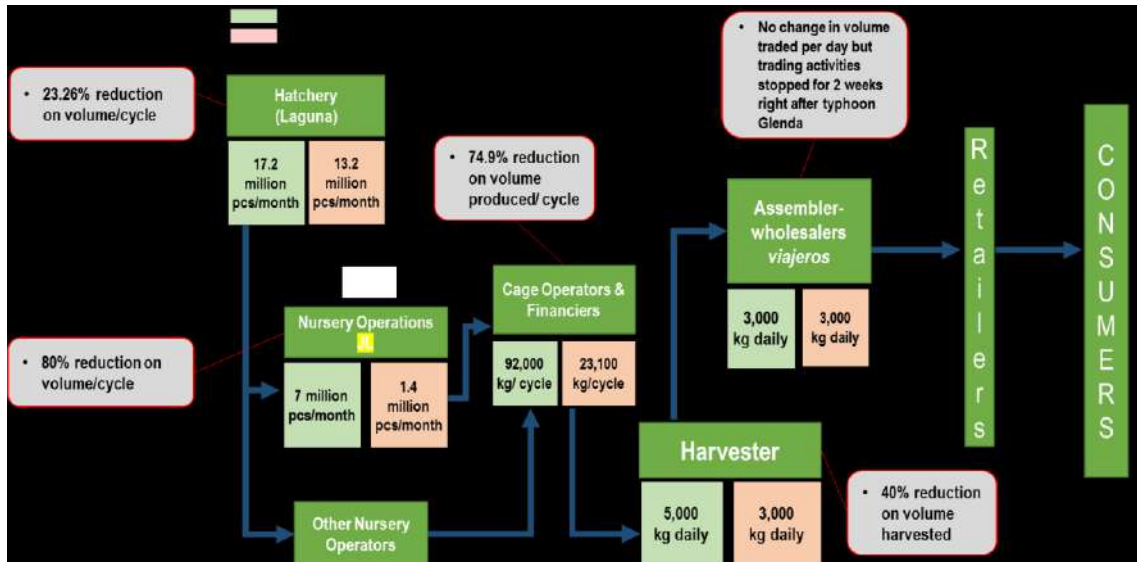 • No change in volume
traded per day but
trading activities
stopped for 2 weeks
right after typhoon
Glenda
• 23.26% reduction
on volume/cycle
Hatchery
(Laguna)
17.2
million
pcs/month
13.2
million
pcs/month
• 74.9% reduction
on volume
produced/ cycle
Assembler-
wholesalers
viajeros
3,000
kg daily
3,000
kg daily
Retailers
CONSUMERS
Nursery Operations
JL
• 80% reduction on
volume/cycle
7 million
pcs/month
1.4
million
pcs/month
Cage Operators &
Financiers
92,000
kg/ cycle
23,100
kg/cycle
Other Nursery
Operators
Harvester
5,000
kg daily
3,000
kg daily
• 40% reduction
on volume
harvested